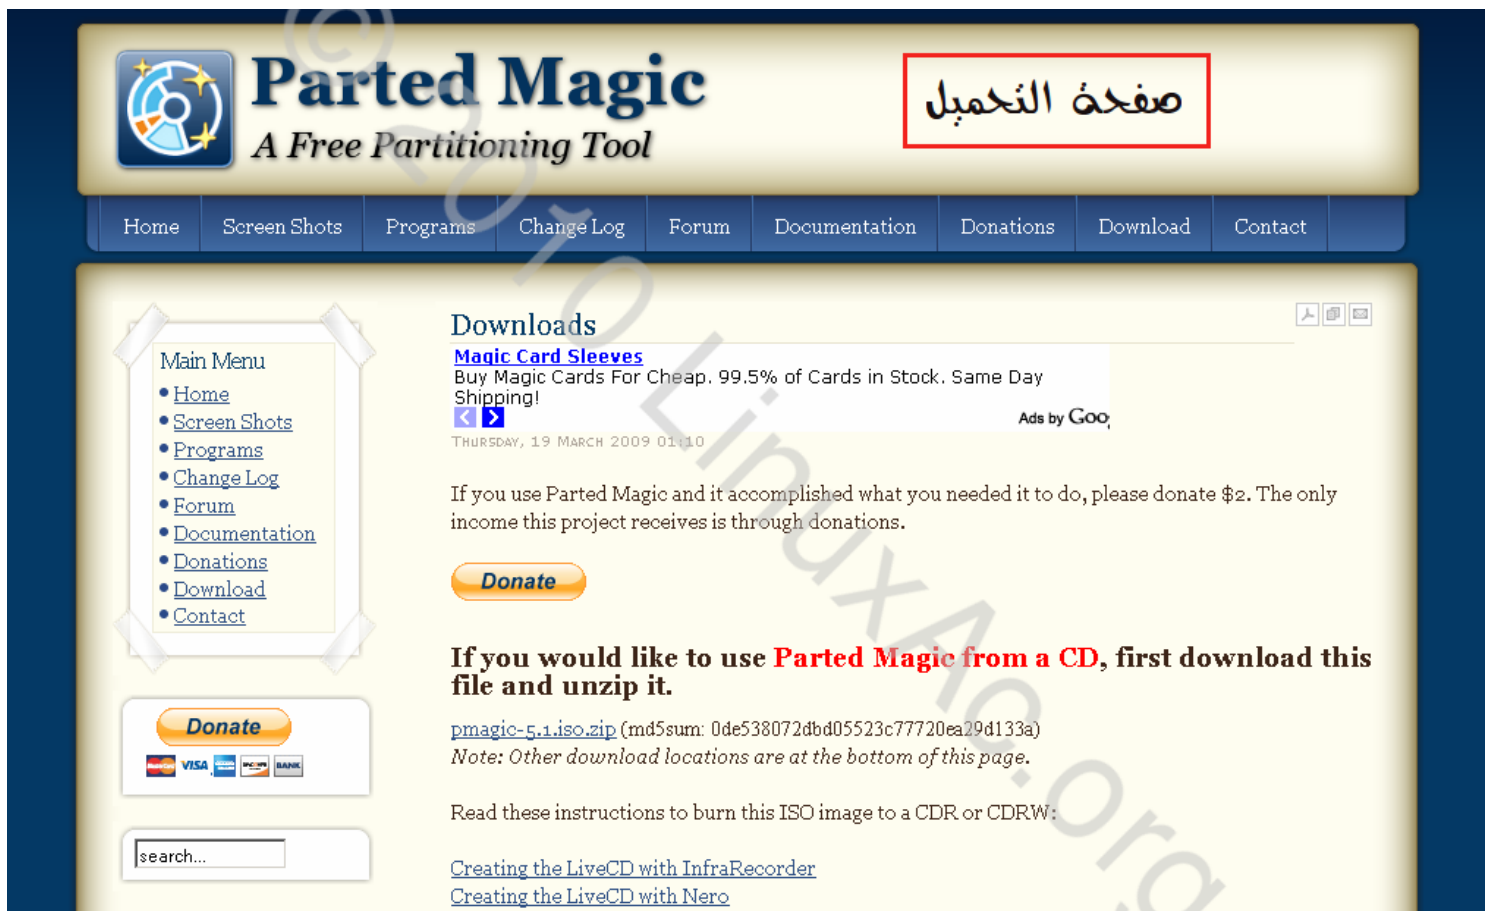 Parted Magic
A Free Partitioning Tool
صفحة التحميل
Home Screen Shots Programs Change Log Forum Documentation Donations Download Contact
Main Menu
Home
Screen Shots
Programs
Change Log
Forum
Documentation
Donations
Download
Contact
Donate
MasterCard VISA BANK
search...
Downloads
Magic Card Sleeves
Buy Magic Cards For Cheap. 99.5% of Cards in Stock. Same Day
Shipping!
Ads by Goo
THURSDAY, 19 MARCH 2009 01:10
If you use Parted Magic and it accomplished what you needed it to do, please donate $2. The only
income this project receives is through donations.
Donate
If you would like to use Parted Magic from a CD, first download this
file and unzip it.
pmagic-5.1.iso.zip (md5sum: 0de538072dbd05523c77720ea29d133a)
Note: Other download locations are at the bottom of this page.
Read these instructions to burn this ISO image to a CDR or CDRW:
Creating the LiveCD with InfraRecorder
Creating the LiveCD with Nero
© 2010 LinuxAc.org